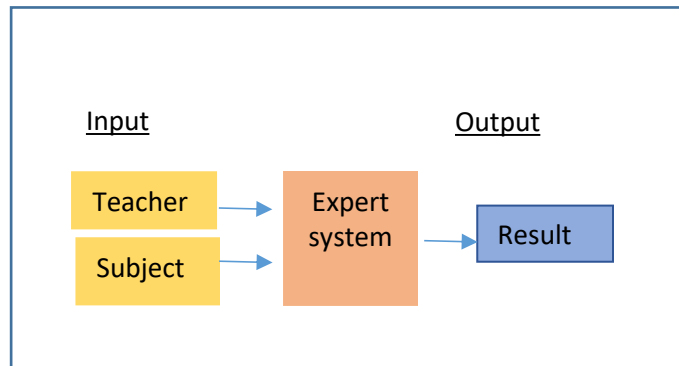 Input
Output
Teacher
Subject
Expert
system
Result